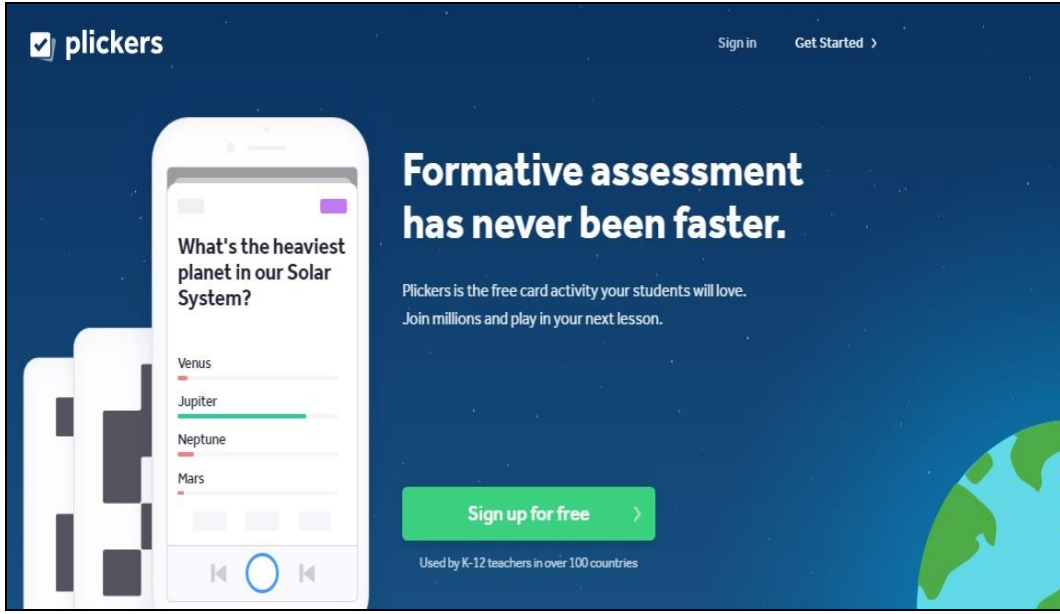 plickers
Sign in
Get Started
Formative assessment
has never been faster.
Plickers is the free card activity your students will love.
Join millions and play in your next lesson.
What's the heaviest
planet in our Solar
System?
Venus
Jupiter
Neptune
Mars
Sign up for free
Used by K-12 teachers in over 100 countries